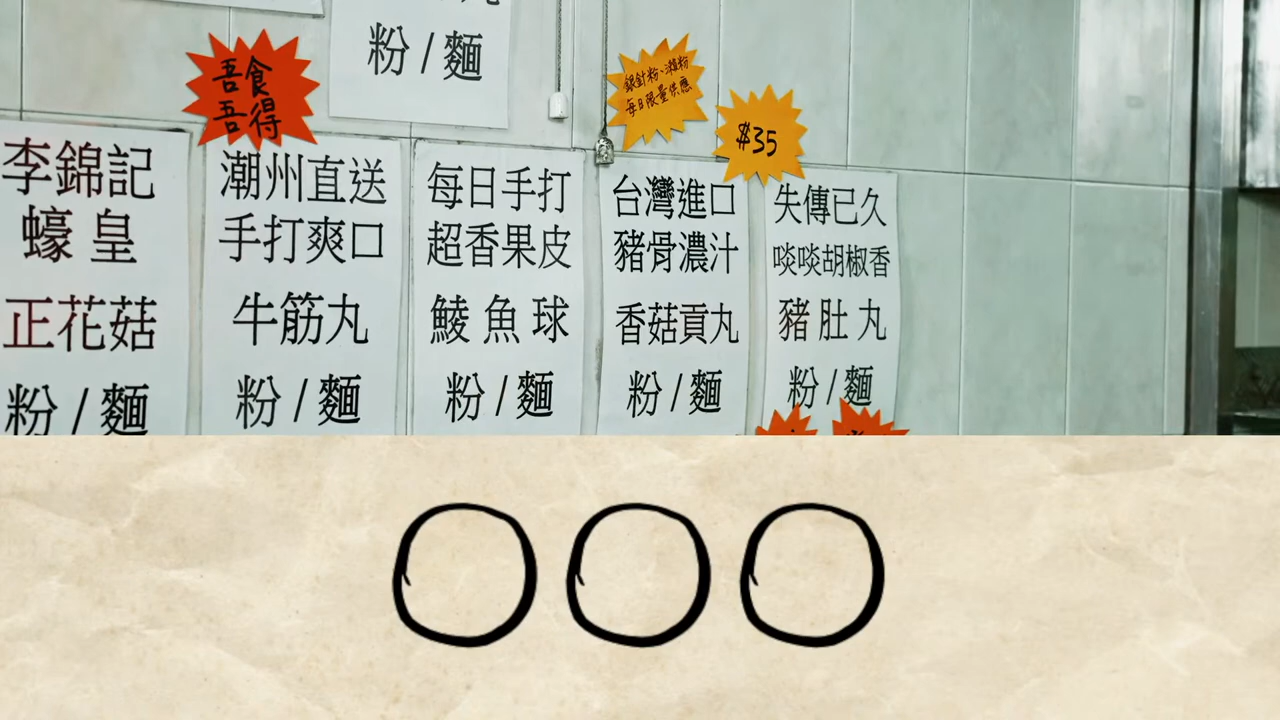 粉 / 麵
吾食
吾得
銀針粉、瀨粉
每日限量供應
$35
李錦記
蠔皇
正花菇
粉 / 麵
潮州直送
手打爽口
牛筋丸
粉 / 麵
每日手打
超香果皮
鯪魚球
粉 / 麵
台灣進口
豬骨濃汁
香菇貢丸
粉 / 麵
失傳已久
啖啖胡椒香
豬肚丸
粉 / 麵